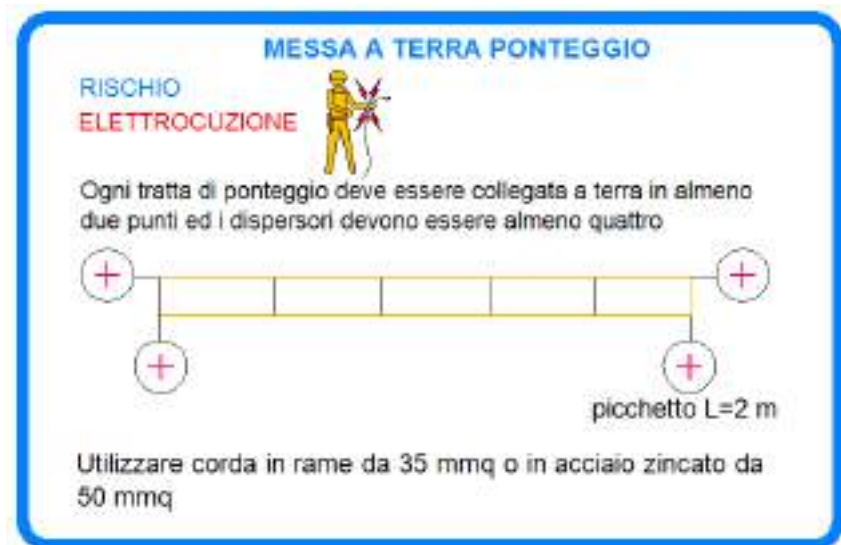 MESSA A TERRA PONTEGGIO
RISCHIO
ELETTROCUZIONE
Ogni tratta di ponteggio deve essere collegata a terra in almeno
due punti ed i dispersori devono essere almeno quattro
picchetto L=2 m
Utilizzare corda in rame da 35 mmq o in acciaio zincato da
50 mmq